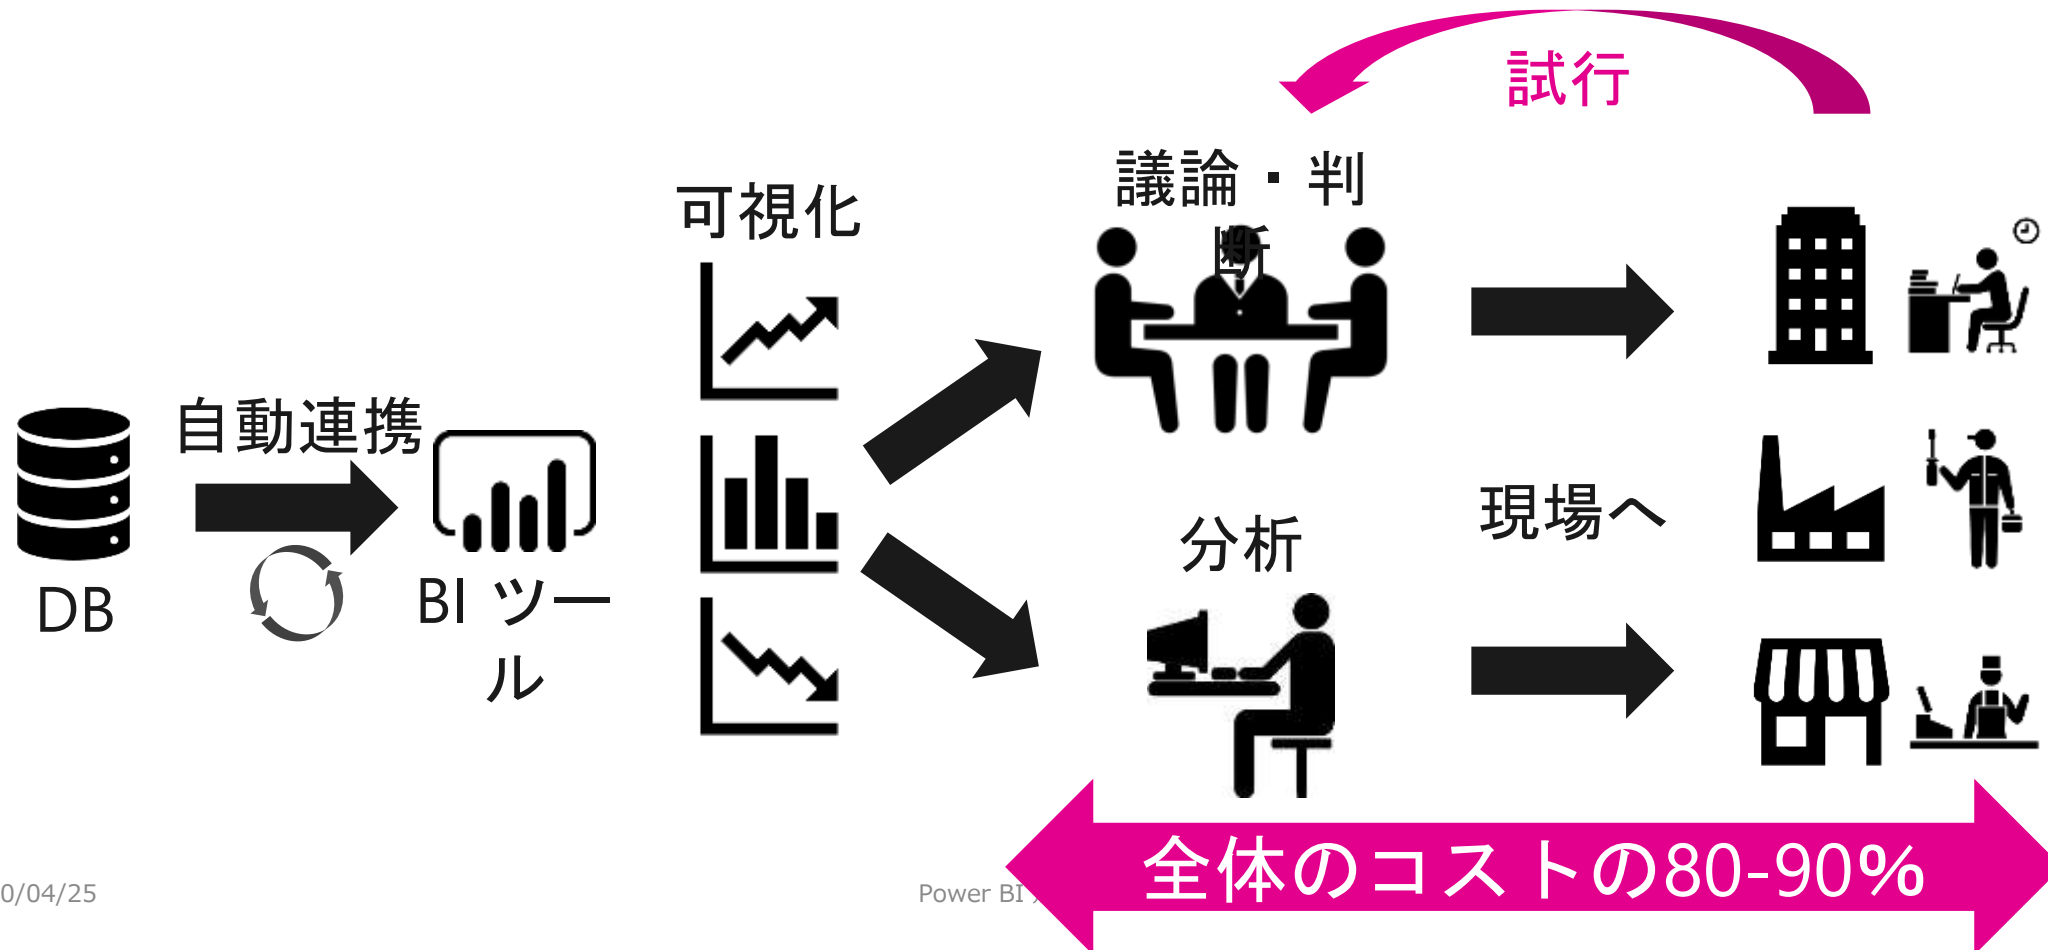 試行
議論・判
断
可視化
自動連携
DB
BI ツー
ル
分析
現場へ
全体のコストの80-90%
0/04/25
Power BI